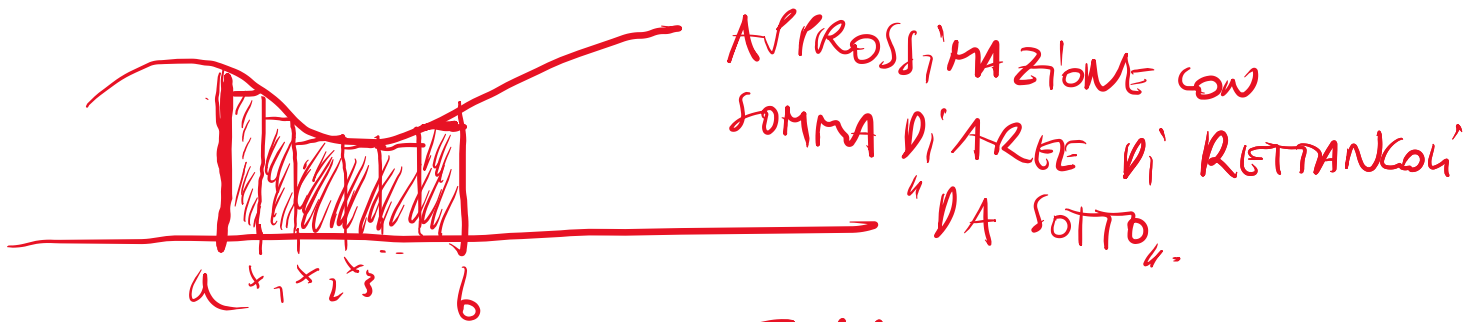 APPROSSIMAZIONE CON
SOMMA DI AREE DI RETTANGOLI
"DA SOTTO".
a x₁ x₂ x₃ ... b